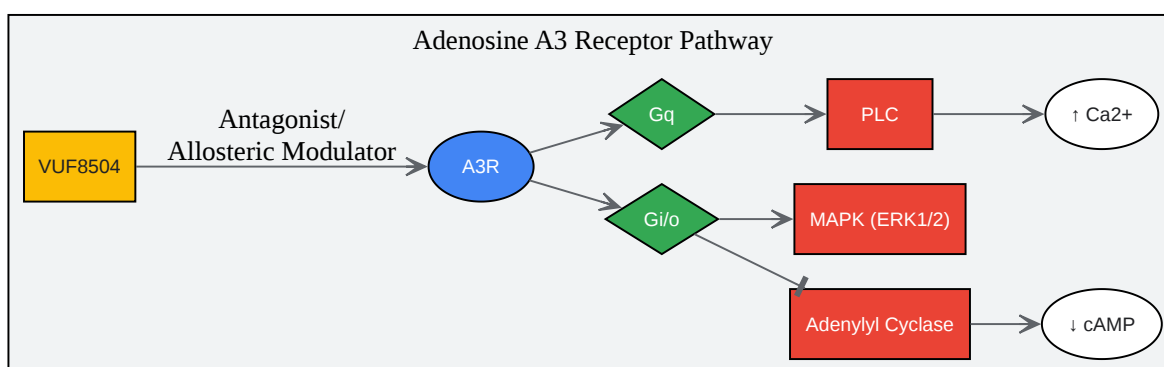 Adenosine A3 Receptor Pathway
Antagonist/
Allosteric Modulator
VUF8504
A3R
Gq
PLC
↑ Ca2+
Gi/o
MAPK (ERK1/2)
Adenylyl Cyclase
↓ cAMP